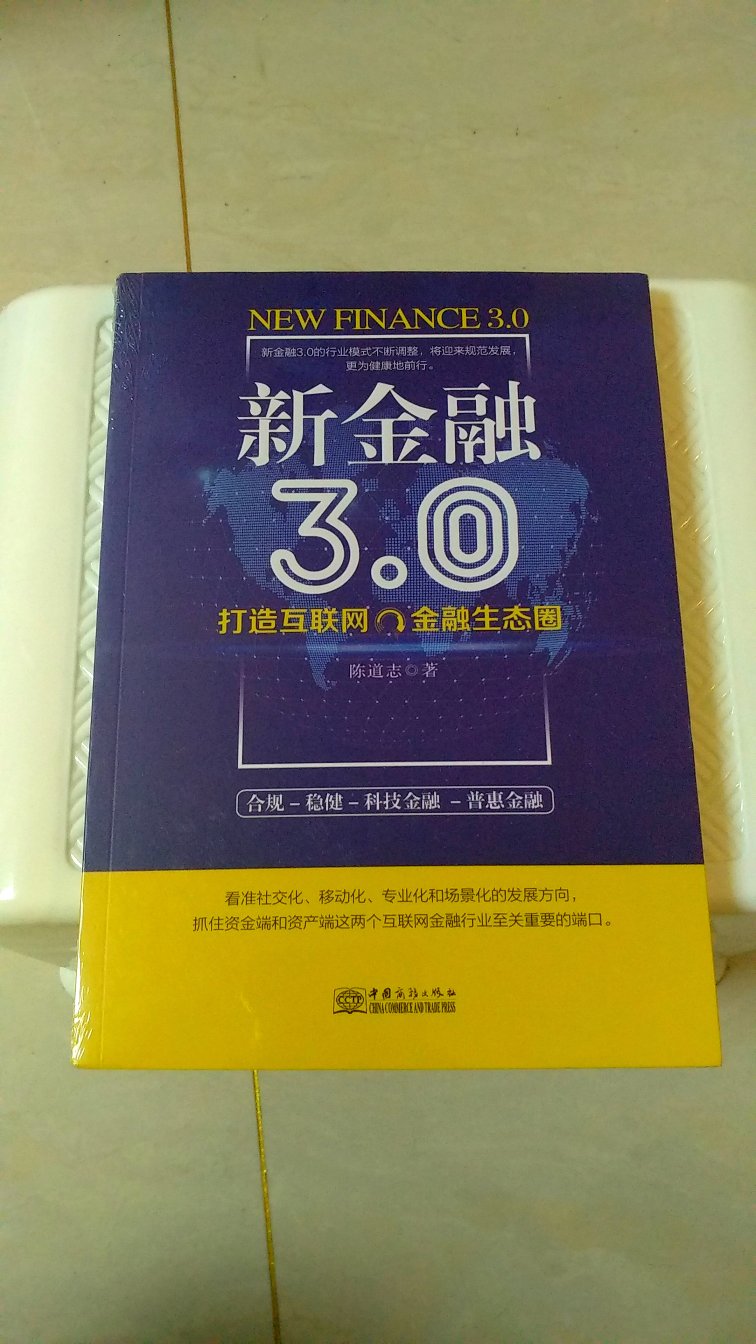 NEW FINANCE 3.0
新金融3.0的行业模式不断调整，将迎来规范发展，
更为健康地前行。
新金融
3.0
打造互联网 金融生态圈
陈道志◎著
合规–稳健–科技金融–普惠金融
看准社交化、移动化、专业化和场景化的发展方向，
抓住资金端和资产端这两个互联网金融行业至关重要的端口。
CCTP
中国商务出版社
CHINA COMMERCE AND TRADE PRESS